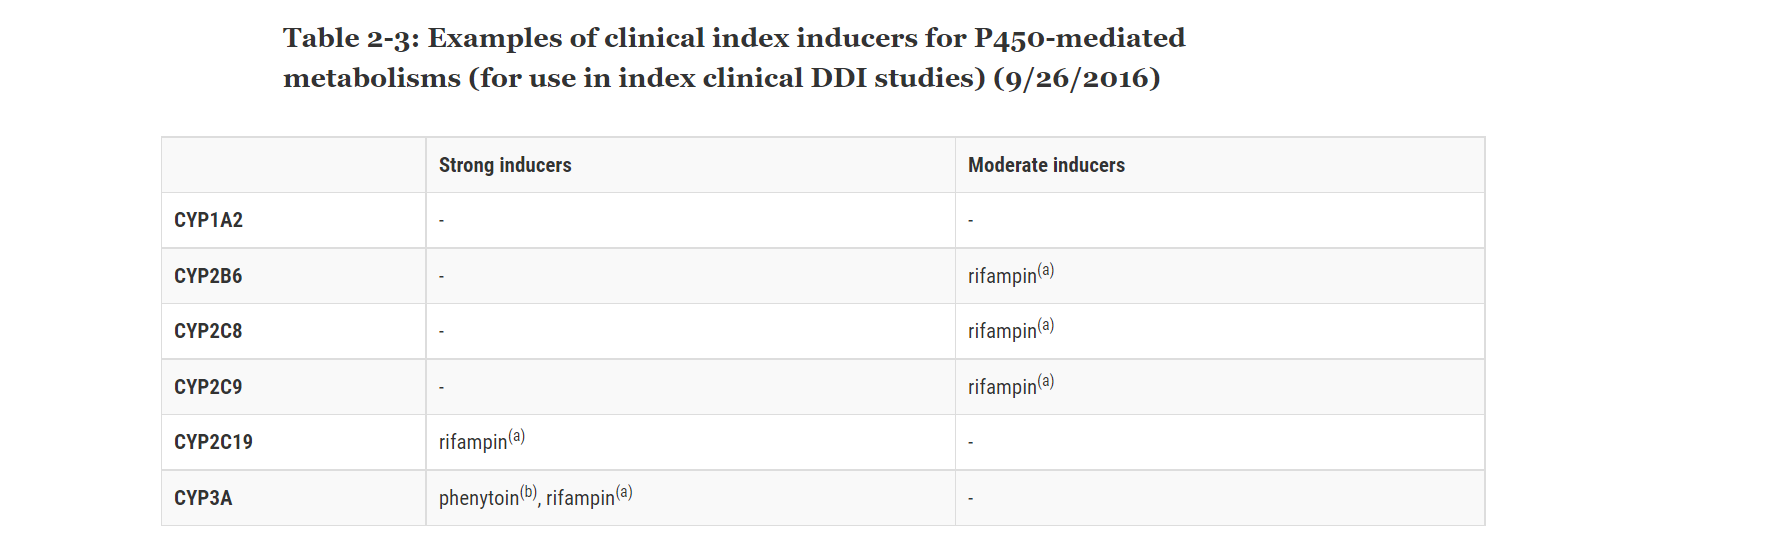 Table 2-3: Examples of clinical index inducers for P450-mediated
metabolisms (for use in index clinical DDI studies) (9/26/2016)
Strong inducers Moderate inducers
CYP1A2 - -
CYP2B6 - rifampin(a)
CYP2C8 - rifampin(a)
CYP2C9 - rifampin(a)
CYP2C19 rifampin(a) -
CYP3A phenytoin(b), rifampin(a) -